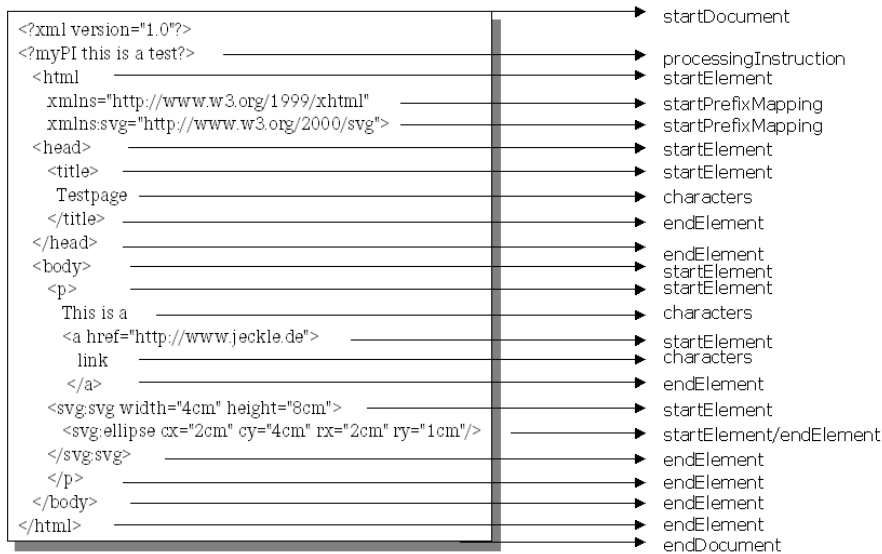 startDocument
<?xml version="1.0"?>
<?myPI this is a test?> processingInstruction
<html startElement
xmlns="http://www.w3.org/1999/xhtml" startPrefixMapping
xmlns:svg="http://www.w3.org/2000/svg"> startPrefixMapping
<head> startElement
<title> startElement
Testpage characters
</title> endElement
</head> endElement
<body> startElement
<p> startElement
This is a characters
<a href="http://www.jeckle.de"> startElement
link characters
</a> endElement
<svg:svg width="4cm" height="8cm"> startElement
<svg:ellipse cx="2cm" cy="4cm" rx="2cm" ry="1cm"/> startElement/endElement
</svg:svg> endElement
</p> endElement
</body> endElement
</html> endElement
endDocument